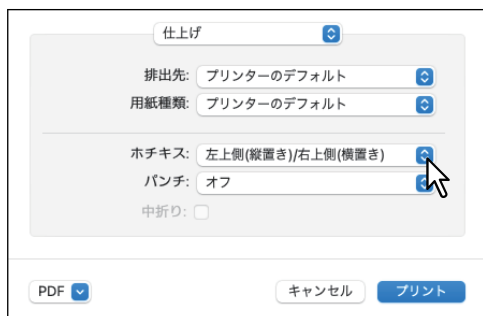 仕上げ
排出先: プリンターのデフォルト
用紙種類: プリンターのデフォルト
ホチキス: 左上側(縦置き)/右上側(横置き)
パンチ: オフ
中折り:
PDF キャンセル プリント